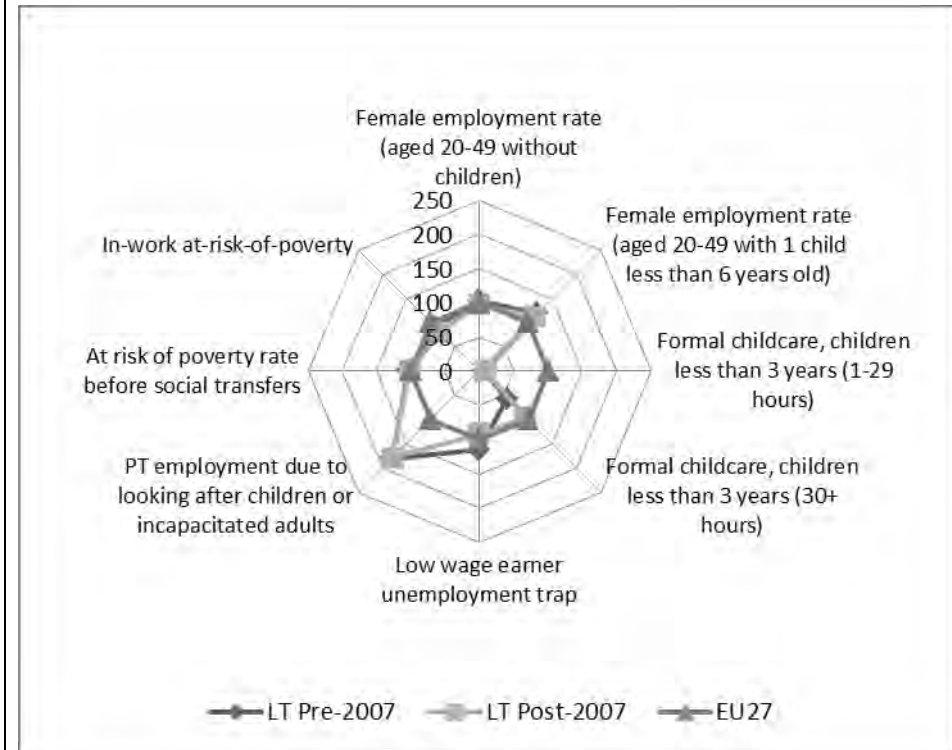 Female employment rate
(aged 20-49 without
children)
250
200
150
100
50
0
Female employment rate
(aged 20-49 with 1 child
less than 6 years old)
Formal childcare, children
less than 3 years (1-29
hours)
Formal childcare, children
less than 3 years (30+
hours)
Low wage earner
unemployment trap
PT employment due to
looking after children or
incapacitated adults
At risk of poverty rate
before social transfers
In-work at-risk-of-poverty
LT Pre-2007 LT Post-2007 EU27